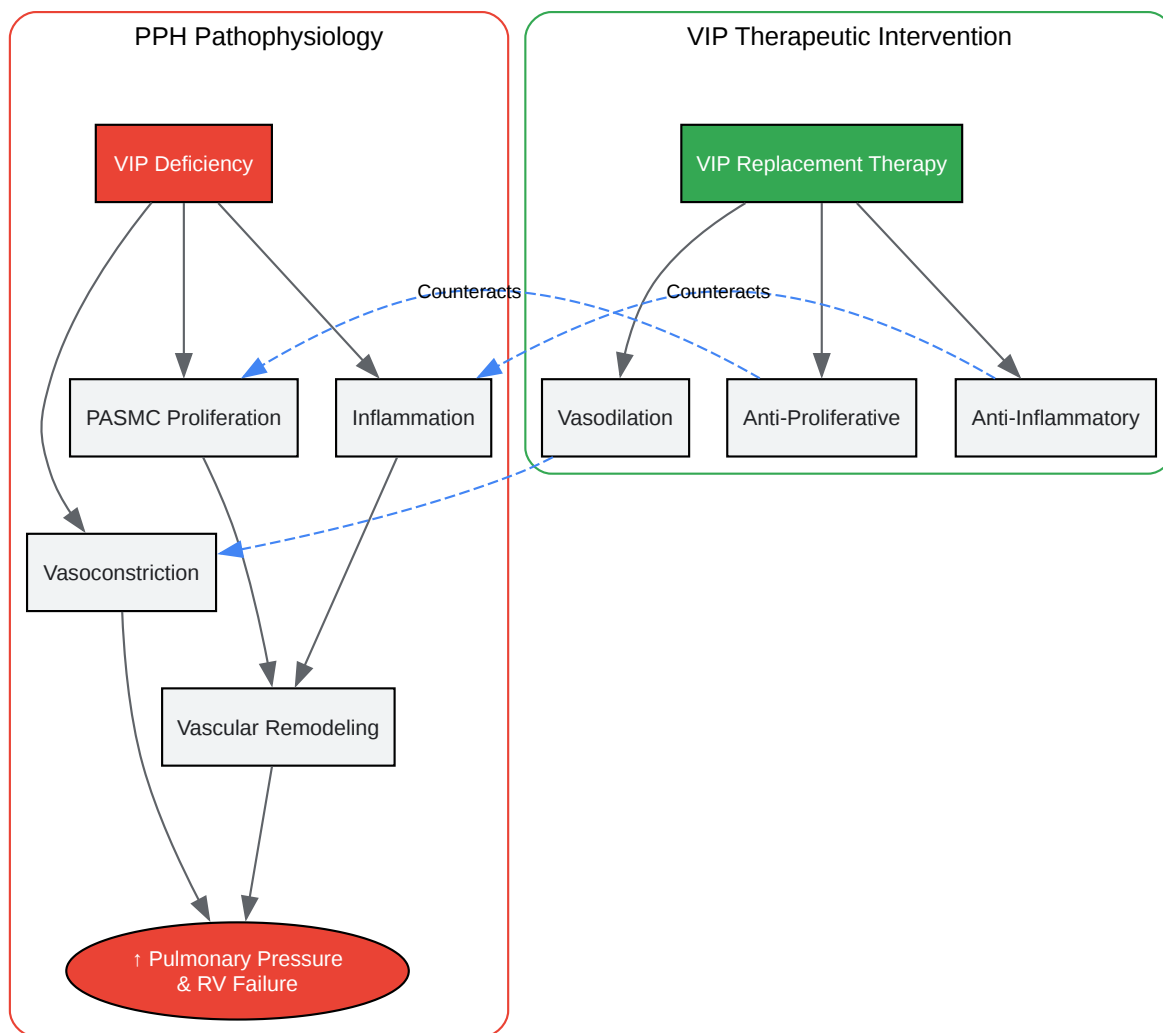 PPH Pathophysiology
VIP Therapeutic Intervention
VIP Deficiency
VIP Replacement Therapy
Counteracts
Counteracts
PASMC Proliferation
Inflammation
Vasodilation
Anti-Proliferative
Anti-Inflammatory
Vasoconstriction
Vascular Remodeling
↑ Pulmonary Pressure
& RV Failure